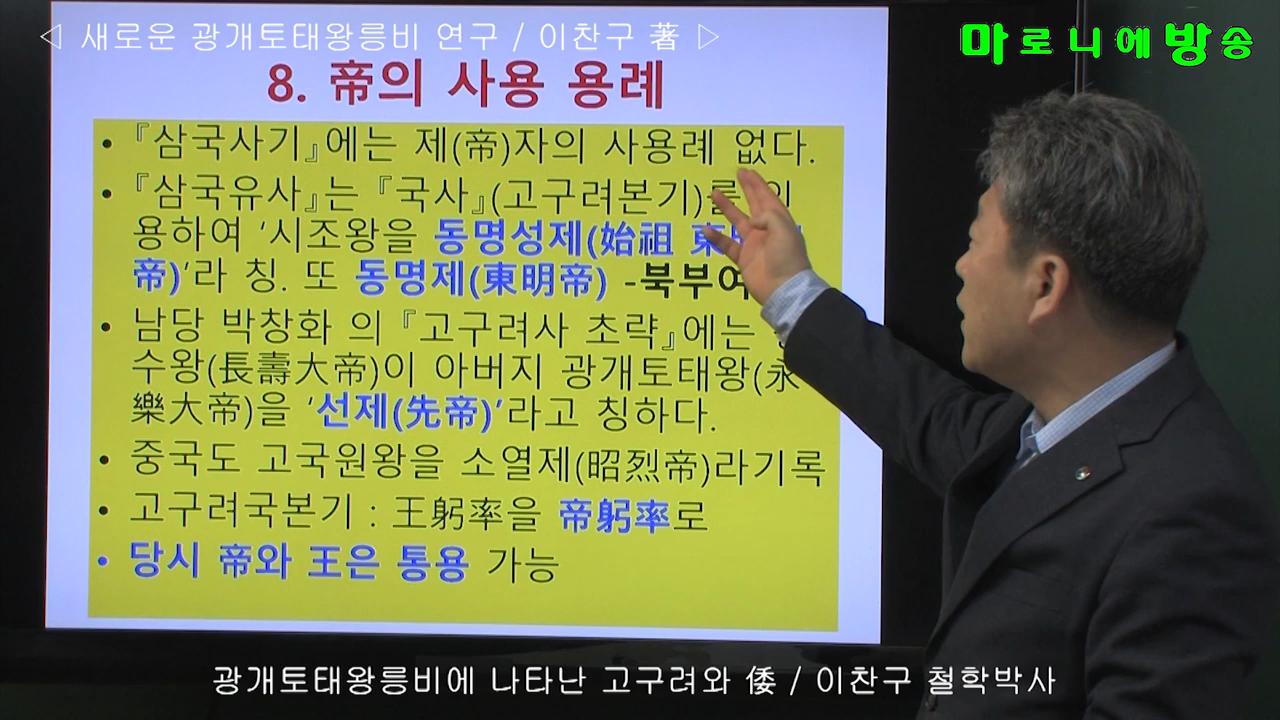 ◁ 새로운 광개토태왕릉비 연구 / 이찬구 著 ▷
마로니에방송
8. 帝의 사용 용례
• 『삼국사기』에는 제(帝)자의 사용례 없다.
• 『삼국유사』는 『국사』(고구려본기)를 인
용하여 ‘시조왕을 동명성제(始祖 東明
帝)’라 칭. 또 동명제(東明帝) -북부여
• 남당 박창화 의 『고구려사 초략』에는
수왕(長壽大帝)이 아버지 광개토태왕(永
樂大帝)을 ‘선제(先帝)’라고 칭하다.
• 중국도 고국원왕을 소열제(昭烈帝)라기록
• 고구려국본기 : 王躬率을 帝躬率로
• 당시 帝와 王은 통용 가능
광개토태왕릉비에 나타난 고구려와 倭 / 이찬구 철학박사